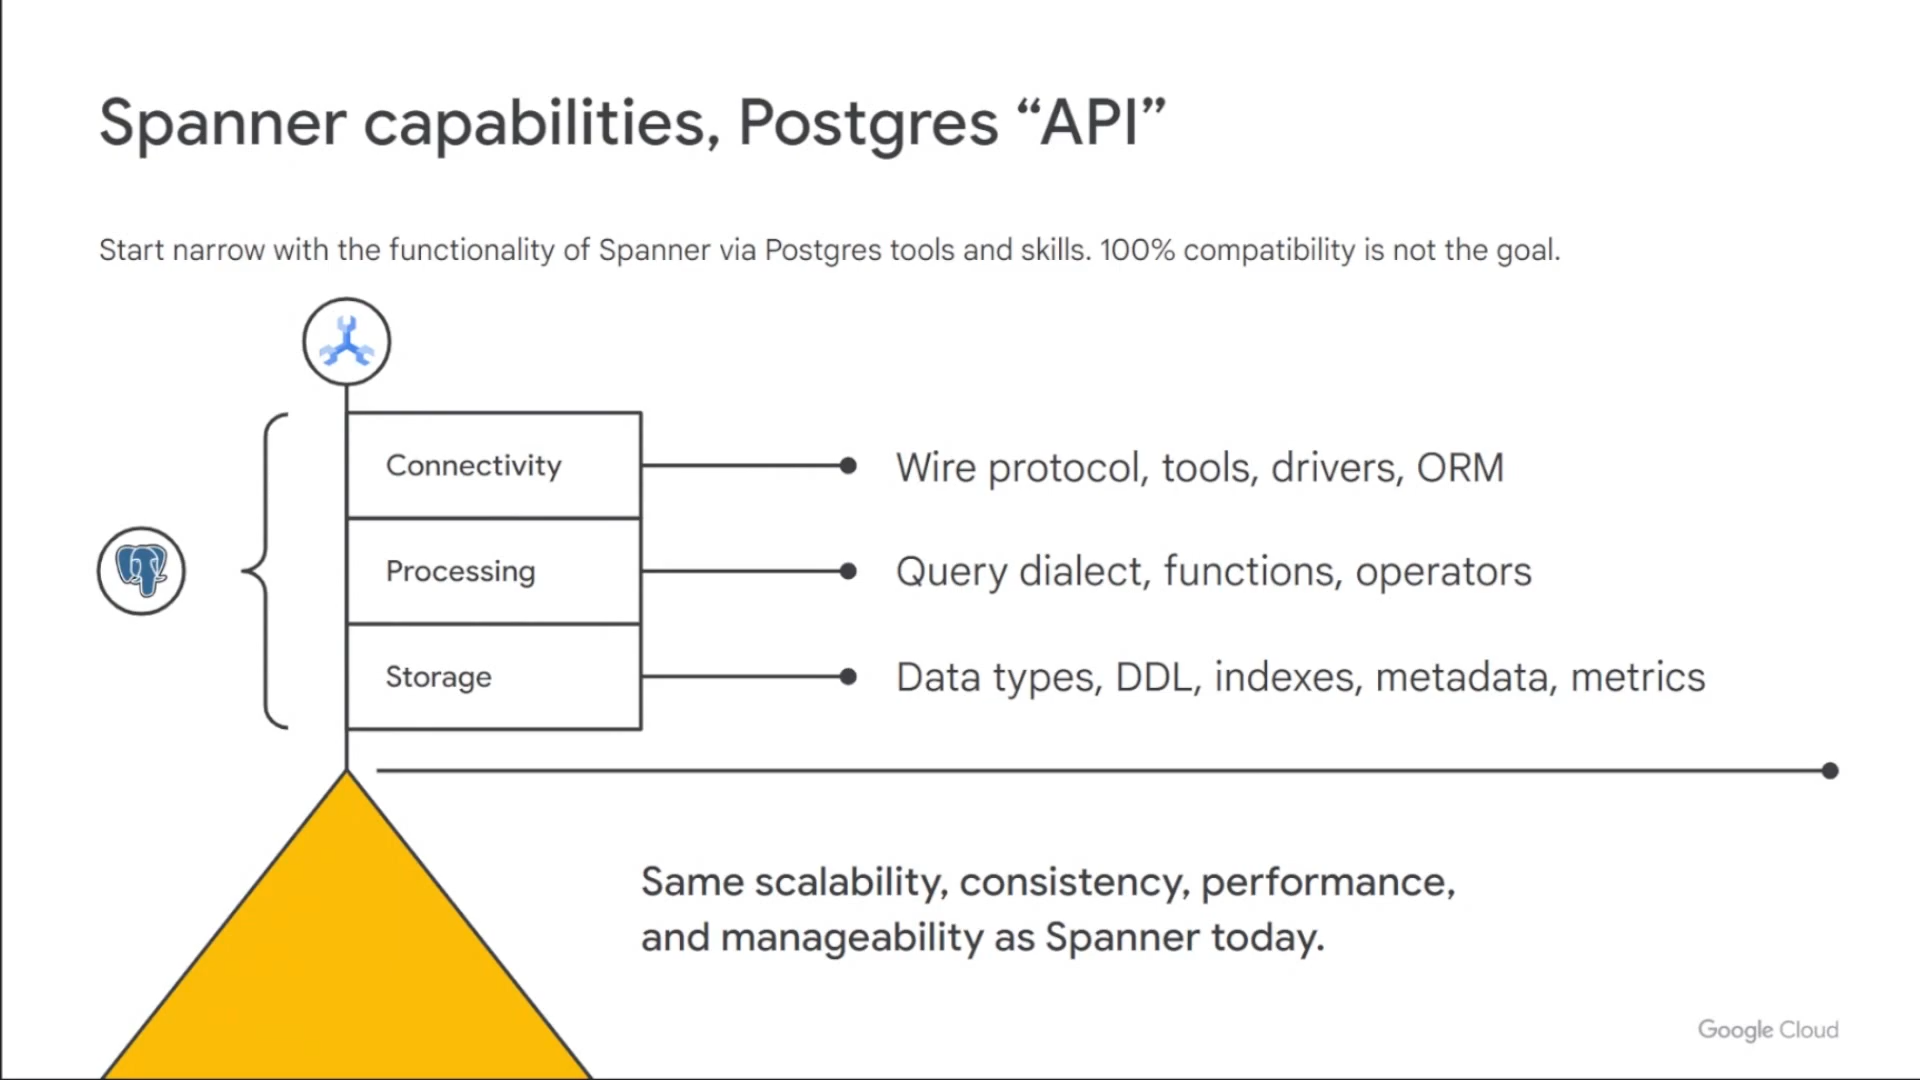 Spanner capabilities, Postgres “API”
Start narrow with the functionality of Spanner via Postgres tools and skills. 100% compatibility is not the goal.
Connectivity
Wire protocol, tools, drivers, ORM
Processing
Query dialect, functions, operators
Storage
Data types, DDL, indexes, metadata, metrics
Same scalability, consistency, performance,
and manageability as Spanner today.
Google Cloud